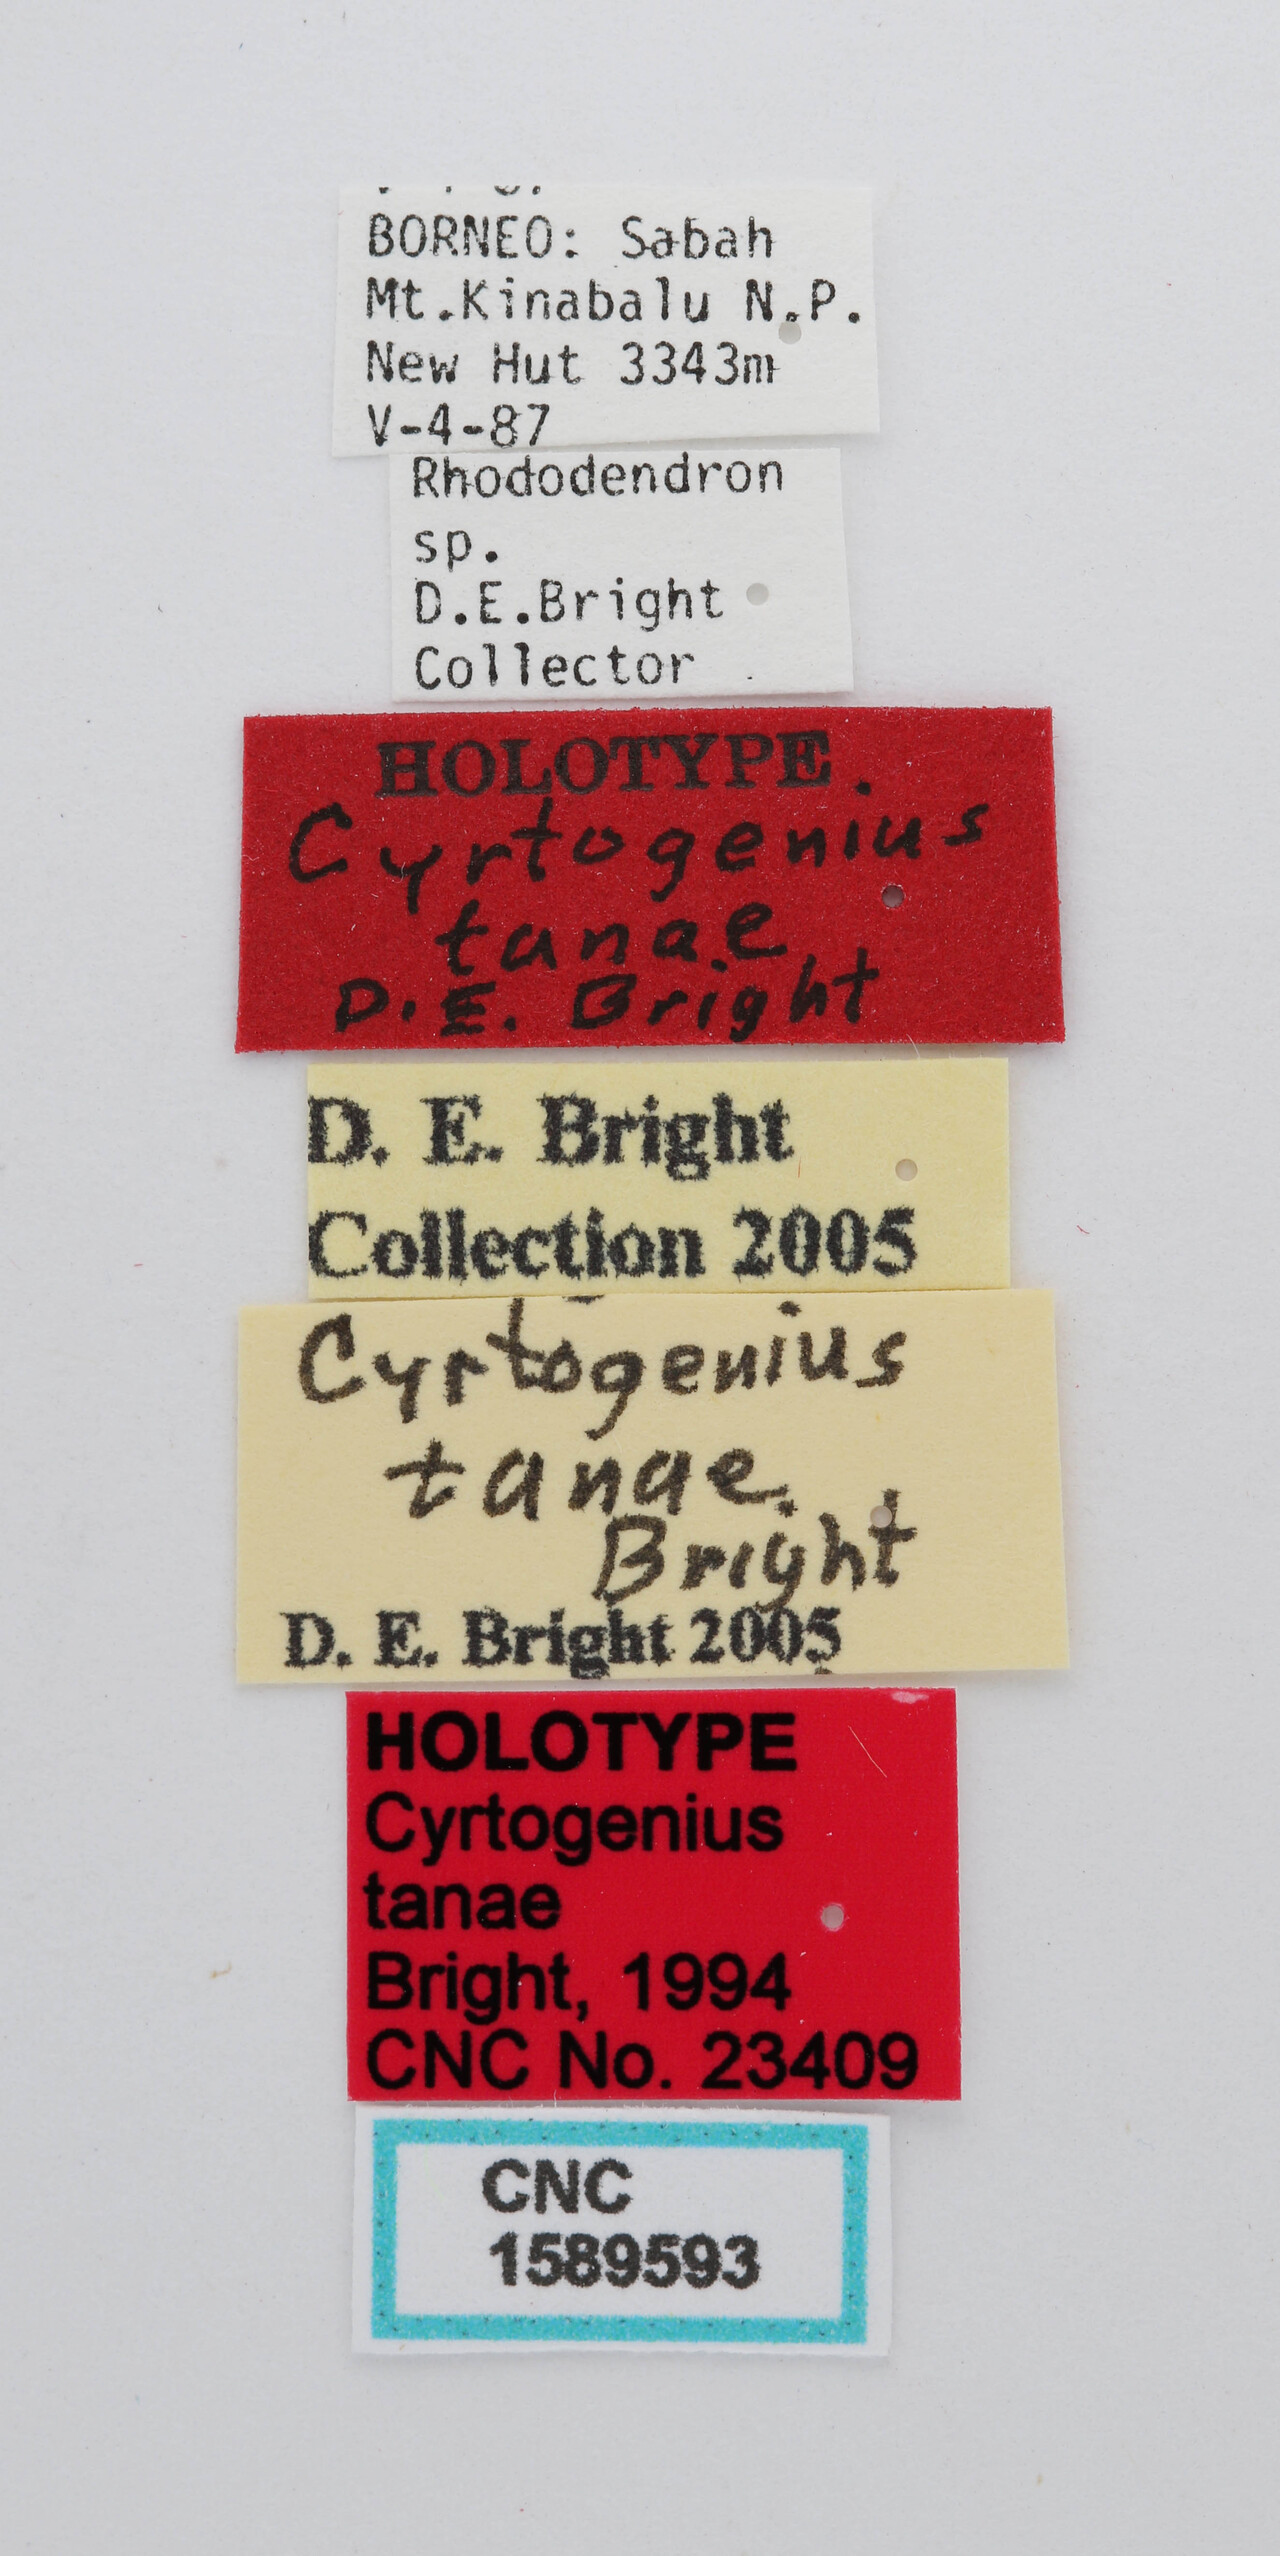 BORNEO: Sabah
Mt.Kinabalu N.P.
New Hut 3343m
V-4-87
Rhododendron
sp.
D.E.Bright
Collector
HOLOTYPE.
Cyrtogenius
tanae
D.E. Bright
D. E. Bright
Collection 2005
Cyrtogenius
tanae
Bright
D. E. Bright 2005
HOLOTYPE
Cyrtogenius
tanae
Bright, 1994
CNC No. 23409
CNC
1589593